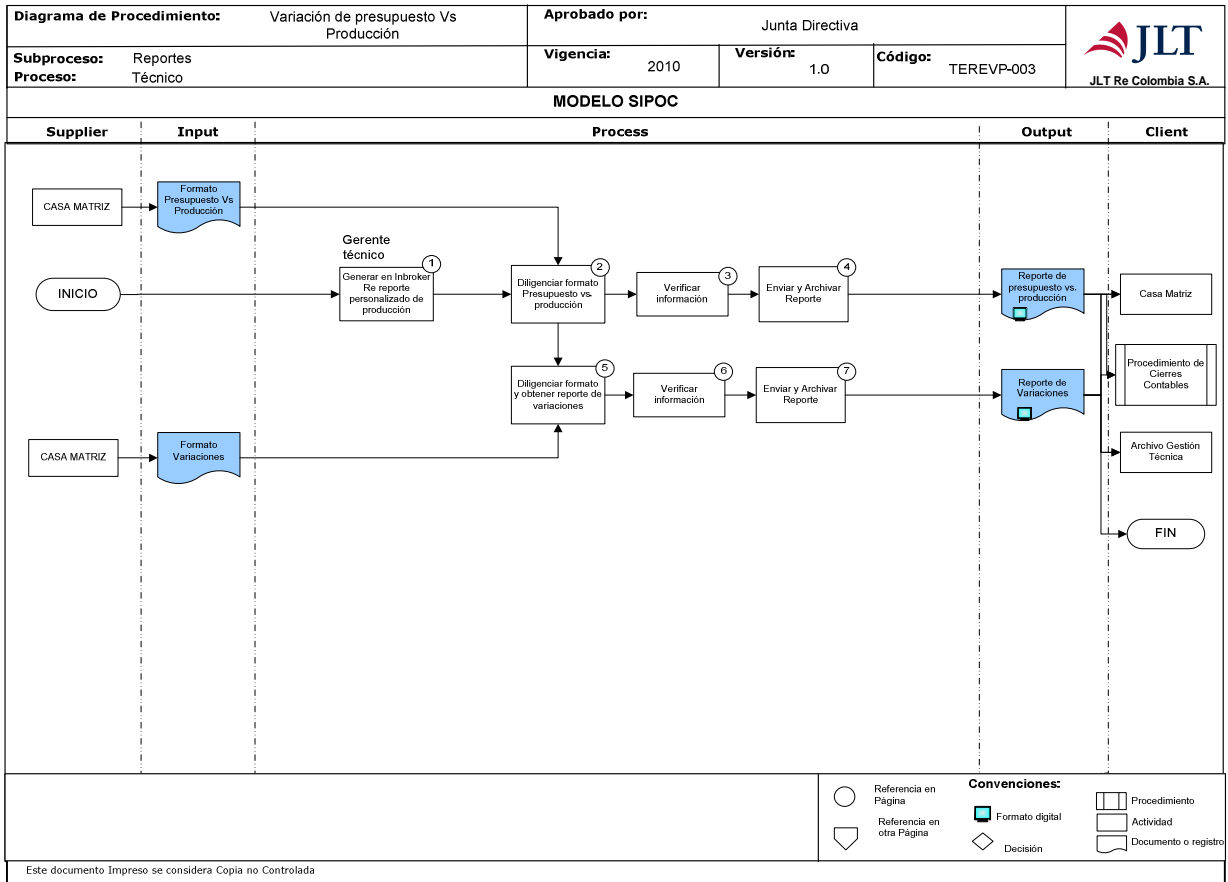 Diagrama de Procedimiento:
Variación de presupuesto Vs
Producción
Aprobado por:
Junta Directiva
Subproceso: Reportes
Proceso: Técnico
Vigencia:
2010
Versión:
1.0
Código:
TEREVP-003
JLT
JLT Re Colombia S.A.
MODELO SIPOC
Supplier
Input
Process
Output
Client
CASA MATRIZ
Formato
Presupuesto Vs
Producción
Gerente
técnico
INICIO
1
Generar en Inbroker
Re reporte
personalizado de
producción
2
Diligenciar formato
Presupuesto vs.
producción
3
Verificar
información
4
Enviar y Archivar
Reporte
Reporte de
presupuesto vs.
producción
Casa Matriz
5
Diligenciar formato
y obtener reporte de
variaciones
6
Verificar
información
7
Enviar y Archivar
Reporte
Reporte de
Variaciones
Procedimiento de
Cierres
Contables
CASA MATRIZ
Formato
Variaciones
Archivo Gestión
Técnica
FIN
Convenciones:
Referencia en
Página
Referencia en
otra Página
Formato digital
Decisión
Procedimiento
Actividad
Documento o registro
Este documento Impreso se considera Copia no Controlada